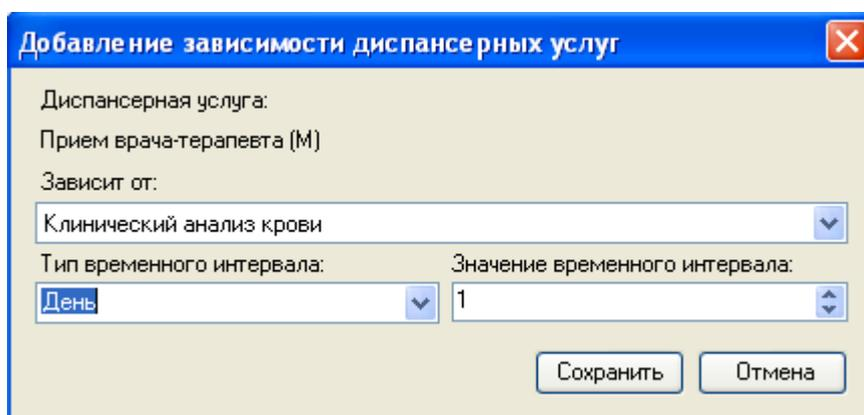 Добавление зависимости диспансерных услуг
Диспансерная услуга:
Прием врача-терапевта (М)
Зависит от:
Клинический анализ крови
Тип временного интервала: Значение временного интервала:
День 1
Сохранить Отмена